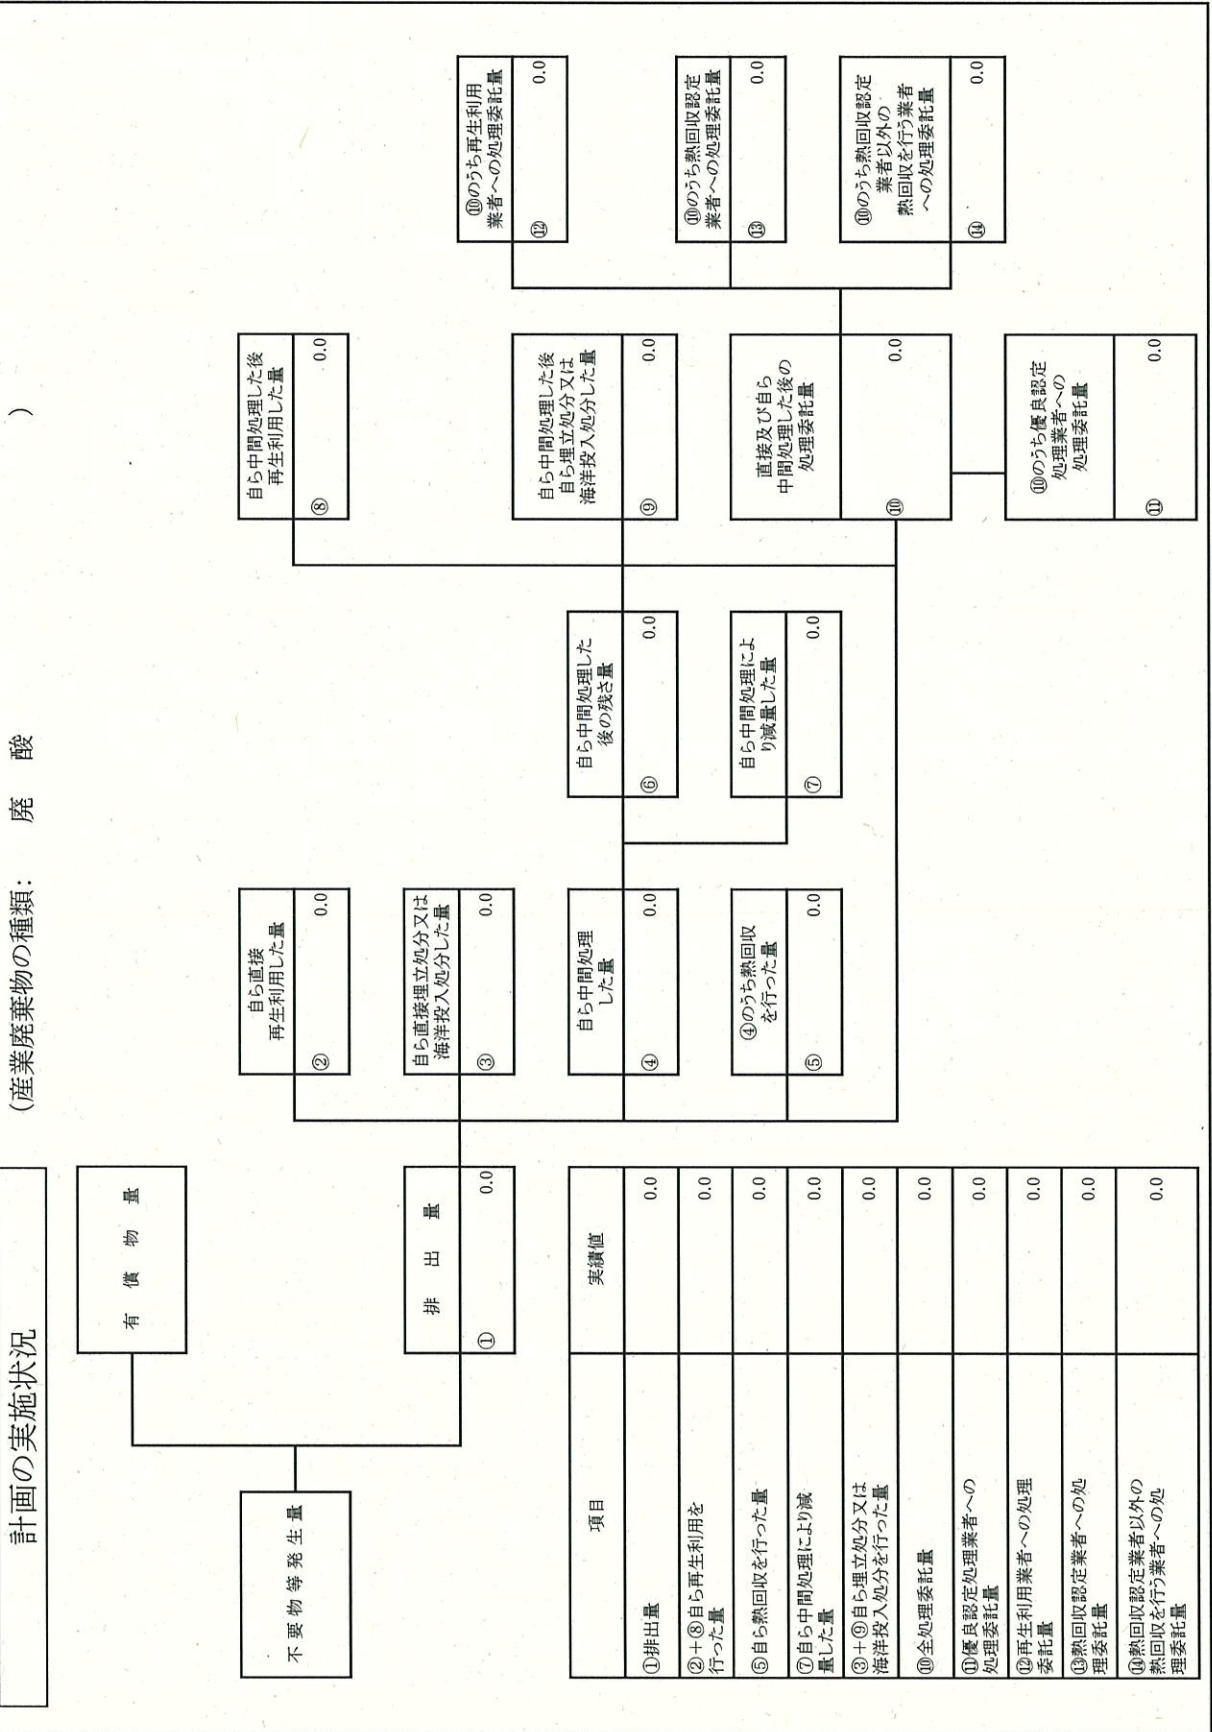 計画の実施状況
(産業廃棄物の種類： 廃 酸 )
有 償 物 量
不 要 物 等 発 生 量
排 出 量
① 0.0
自ら直接
再生利用した量
② 0.0
自ら直接埋立処分又は
海洋投入処分した量
③ 0.0
自ら中間処理
した量
④ 0.0
④のうち熱回収
を行った量
⑤ 0.0
自ら中間処理した
後の残さ量
⑥ 0.0
自ら中間処理によ
り減量した量
⑦ 0.0
自ら中間処理した後
再生利用した量
⑧ 0.0
自ら中間処理した後
自ら埋立処分又は
海洋投入処分した量
⑨ 0.0
直接及び自ら
中間処理した後の
処理委託量
⑩ 0.0
⑩のうち優良認定
処理業者への
処理委託量
⑪ 0.0
⑩のうち再生利用
業者への処理委託量
⑫ 0.0
⑩のうち熱回収認定
業者への処理委託量
⑬ 0.0
⑩のうち熱回収認定
業者以外の
熱回収を行う業者
への処理委託量
⑭ 0.0
項目 実績値
①排出量 0.0
②＋⑧自ら再生利用を
行った量 0.0
⑤自ら熱回収を行った量 0.0
⑦自ら中間処理により減
量した量 0.0
③＋⑨自ら埋立処分又は
海洋投入処分を行った量 0.0
⑩全処理委託量 0.0
⑪優良認定処理業者への
処理委託量 0.0
⑫再生利用業者への処理
委託量 0.0
⑬熱回収認定業者への処
理委託量 0.0
⑭熱回収認定業者以外の
熱回収を行う業者への処
理委託量 0.0